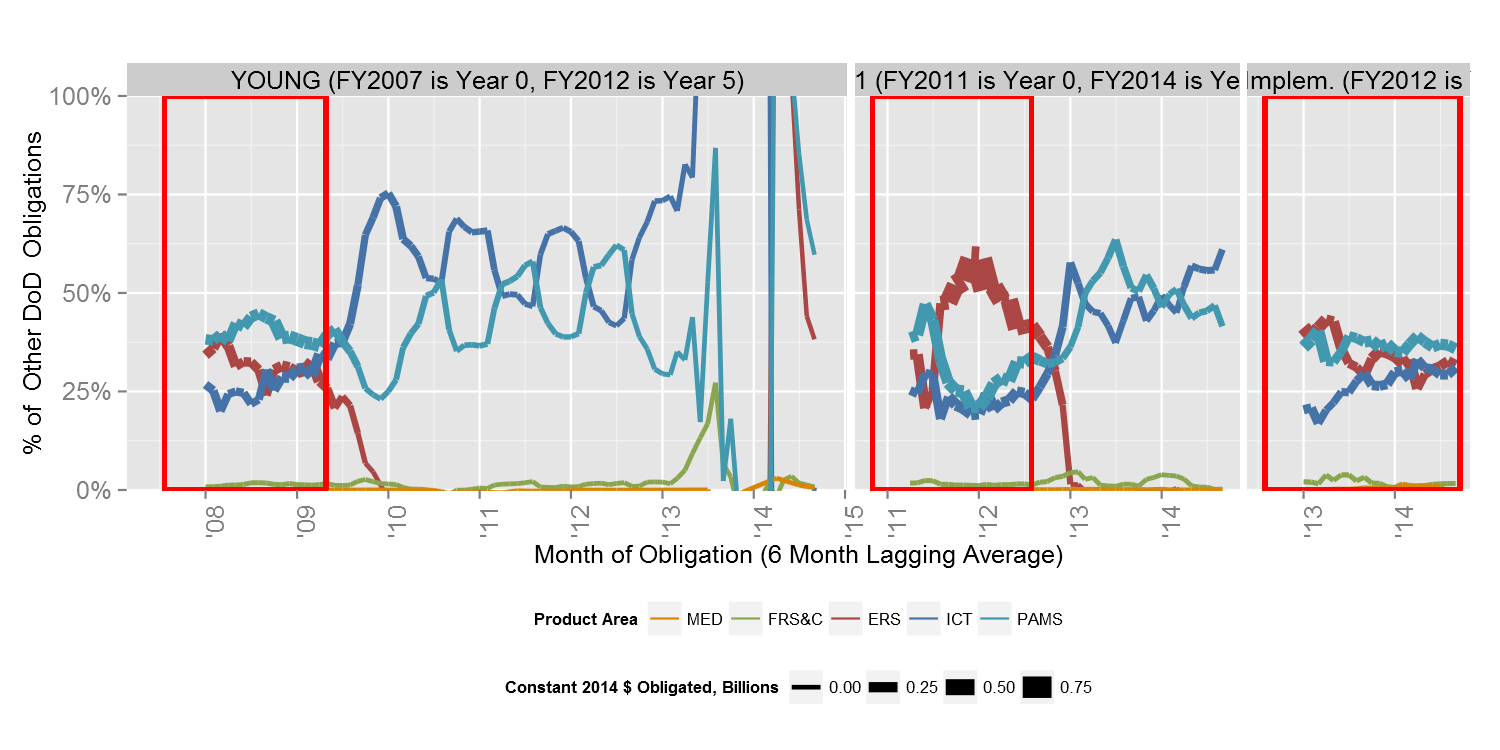 YOUNG (FY2007 is Year 0, FY2012 is Year 5)
1 (FY2011 is Year 0, FY2014 is Ye
Implem. (FY2012 is
100%
75%
50%
25%
0%
% of Other DoD Obligations
'08 '09 '10 '11 '12 '13 '14 '15
'11 '12 '13 '14
'13 '14
Month of Obligation (6 Month Lagging Average)
Product Area MED FRS&C ERS ICT PAMS
Constant 2014 $ Obligated, Billions 0.00 0.25 0.50 0.75